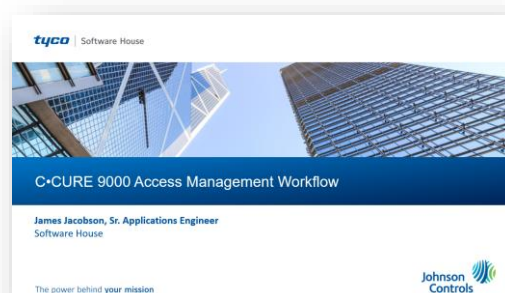 tyco | Software House
C•CURE 9000 Access Management Workflow
James Jacobson, Sr. Applications Engineer
Software House
The power behind your mission
Johnson
Controls